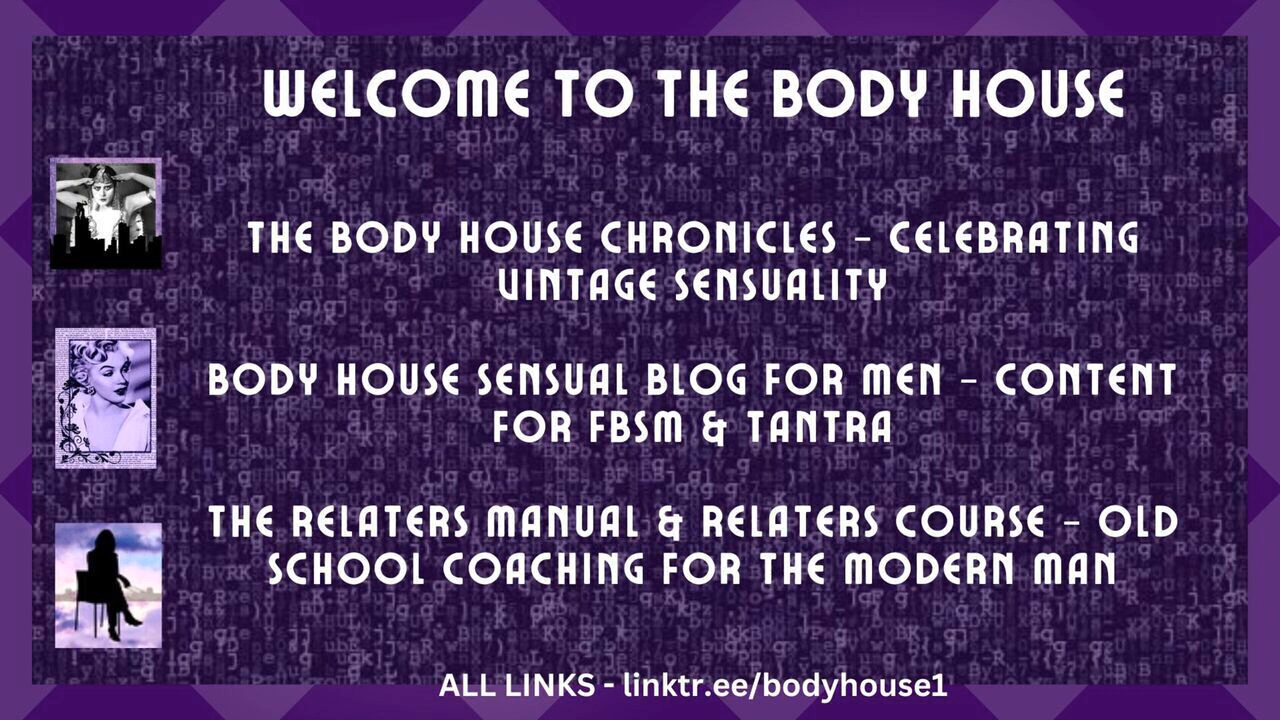 WELCOME TO THE BODY HOUSE
THE BODY HOUSE CHRONICLES – CELEBRATING
VINTAGE SENSUALITY
BODY HOUSE SENSUAL BLOG FOR MEN – CONTENT
FOR FBSM & TANTRA
THE RELATERS MANUAL & RELATERS COURSE – OLD
SCHOOL COACHING FOR THE MODERN MAN
ALL LINKS - linktr.ee/bodyhouse1